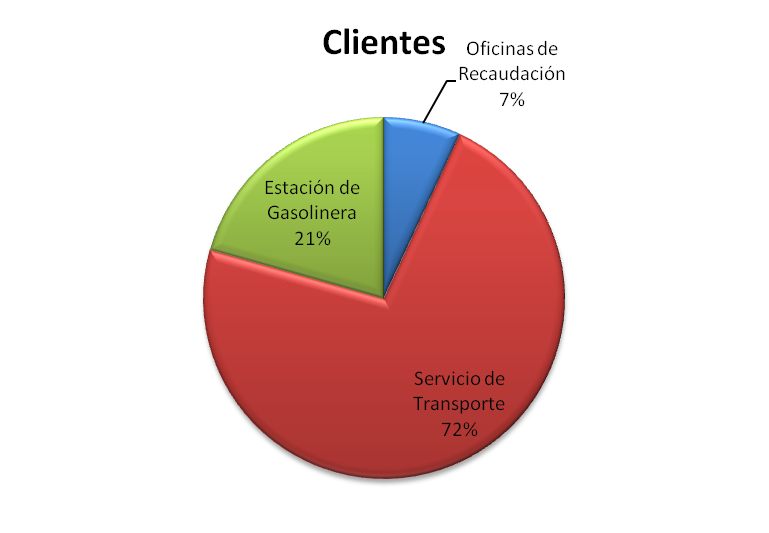 Clientes
Oficinas de
Recaudación
7%
Estación de
Gasolinera
21%
Servicio de
Transporte
72%